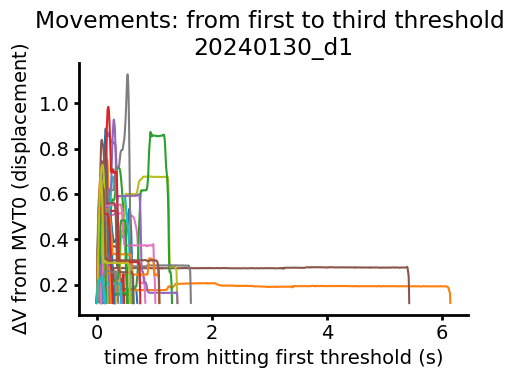 Movements: from first to third threshold
20240130_d1
ΔV from MVT0 (displacement)
1.0
0.8
0.6
0.4
0.2
0
2
4
6
time from hitting first threshold (s)